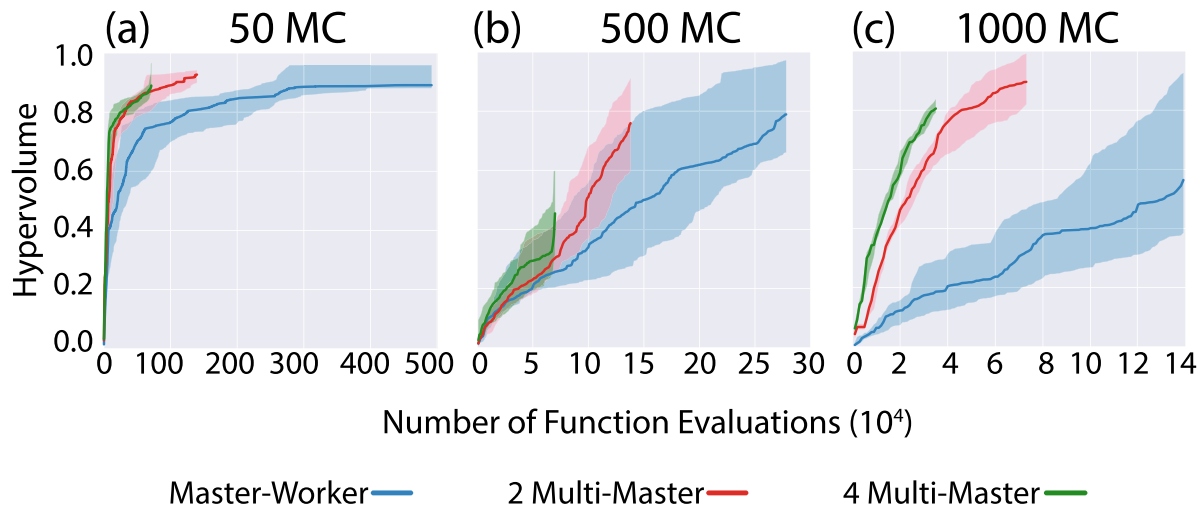 (a) 50 MC
(b) 500 MC
(c) 1000 MC
Hypervolume
1.0
0.8
0.6
0.4
0.2
0.0
0 100 200 300 400 500
0 5 10 15 20 25 30
0 2 4 6 8 10 12 14
Number of Function Evaluations (10⁴)
Master-Worker 2 Multi-Master 4 Multi-Master